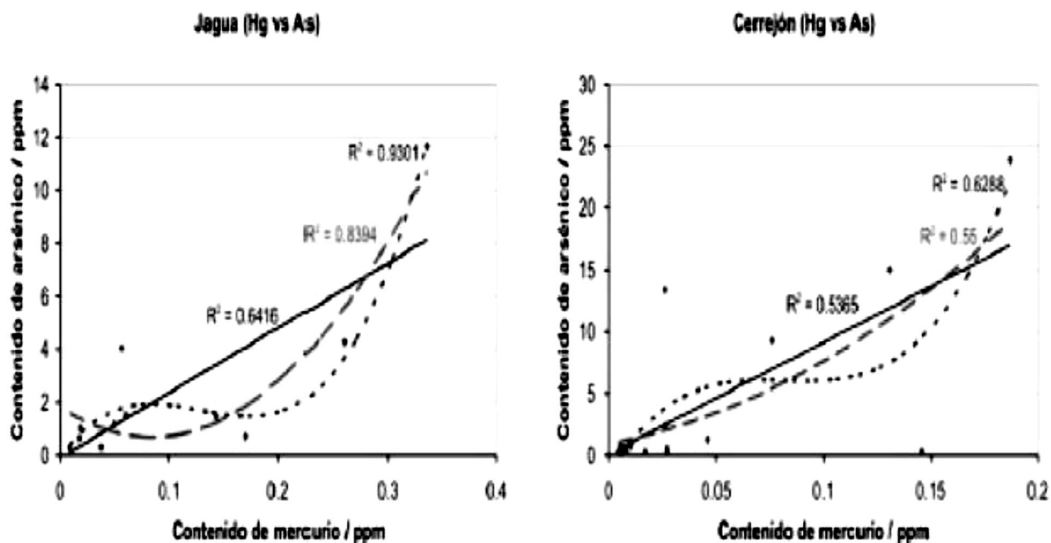 Jagua (Hg vs As)
Contenido de arsénico / ppm
14
12
10
8
6
4
2
0
R² = 0.9301
R² = 0.8394
R² = 0.6416
0
0.1
0.2
0.3
0.4
Contenido de mercurio / ppm
Cerrejón (Hg vs As)
Contenido de arsénico / ppm
30
25
20
15
10
5
0
R² = 0.6288
R² = 0.55
R² = 0.5365
0
0.05
0.1
0.15
0.2
Contenido de mercurio / ppm